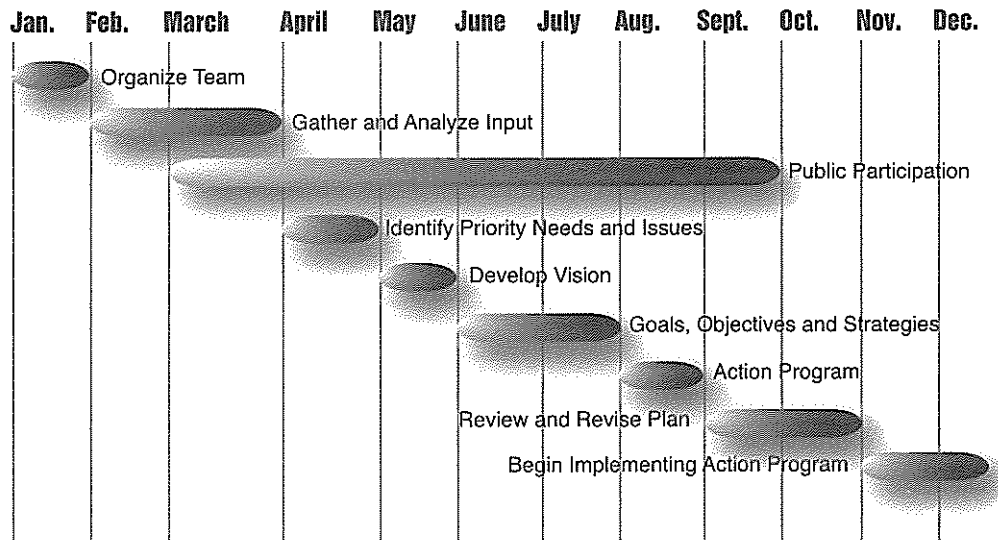 Jan. Feb. March April May June July Aug. Sept. Oct. Nov. Dec.
Organize Team
Gather and Analyze Input
Public Participation
Identify Priority Needs and Issues
Develop Vision
Goals, Objectives and Strategies
Action Program
Review and Revise Plan
Begin Implementing Action Program